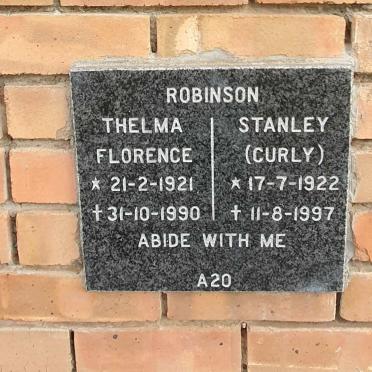 ROBINSON
THELMA
FLORENCE
* 21-2-1921
† 31-10-1990
STANLEY
(CURLY)
* 17-7-1922
† 11-8-1997
ABIDE WITH ME
A20